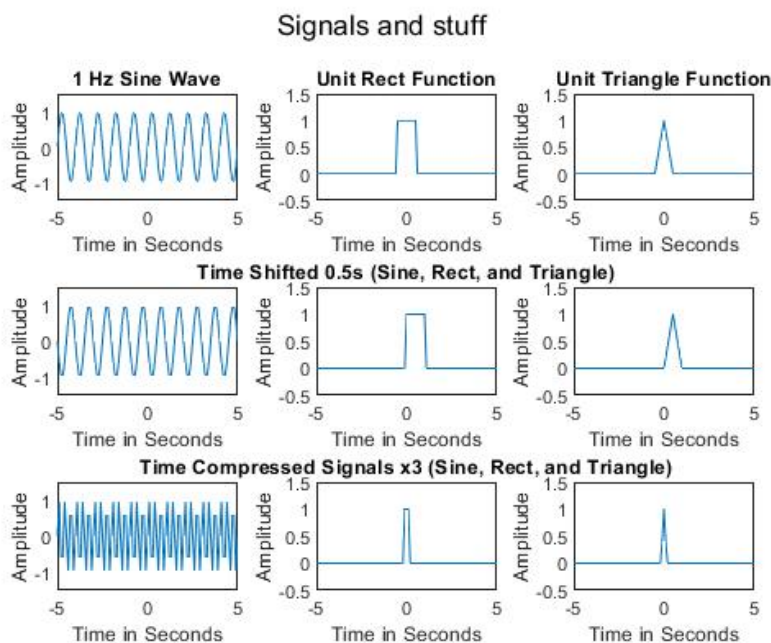 Signals and stuff
1 Hz Sine Wave
Amplitude
1
0
-1
-5 0 5
Time in Seconds
Unit Rect Function
Amplitude
1.5
1
0.5
0
-0.5
-5 0 5
Time in Seconds
Unit Triangle Function
Amplitude
1.5
1
0.5
0
-0.5
-5 0 5
Time in Seconds
Time Shifted 0.5s (Sine, Rect, and Triangle)
Amplitude
1
0
-1
-5 0 5
Time in Seconds
Amplitude
1.5
1
0.5
0
-0.5
-5 0 5
Time in Seconds
Amplitude
1.5
1
0.5
0
-0.5
-5 0 5
Time in Seconds
Time Compressed Signals x3 (Sine, Rect, and Triangle)
Amplitude
1
0
-1
-5 0 5
Time in Seconds
Amplitude
1.5
1
0.5
0
-0.5
-5 0 5
Time in Seconds
Amplitude
1.5
1
0.5
0
-0.5
-5 0 5
Time in Seconds